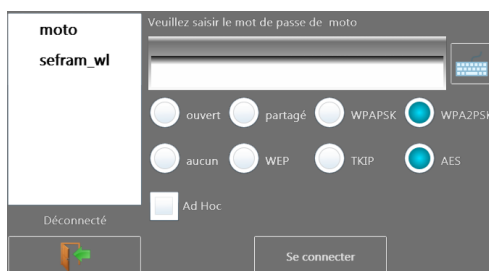 moto
sefram_wl
Déconnecté
Veuillez saisir le mot de passe de moto
ouvert partagé WPAPSK WPA2PSK
aucun WEP TKIP AES
Ad Hoc
Se connecter